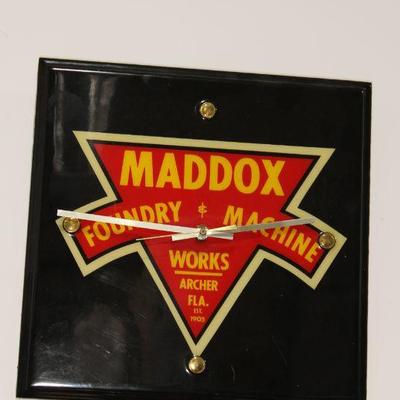 MADDOX
FOUNDRY & MACHINE
WORKS
ARCHER
FLA.
EST.
1905